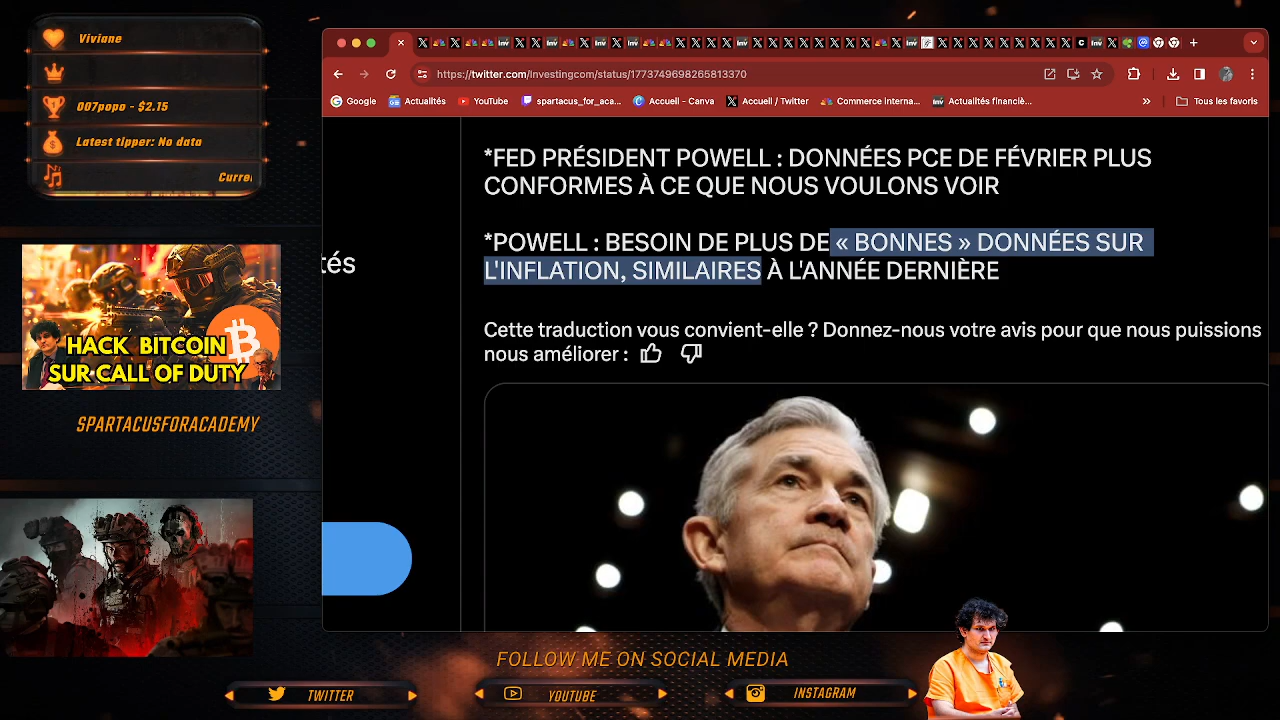 Viviane
007popo - $2.15
Latest tipper: No data
Curre
HACK BITCOIN
SUR CALL OF DUTY
SPARTACUSFORACADEMY
https://twitter.com/Investingcom/status/1773749698265813370
Google
Actualités
YouTube
spartacus_for_aca...
Accueil - Canva
Accueil / Twitter
Commerce interna...
Actualités financiè...
»
Tous les favoris
tés
*FED PRÉSIDENT POWELL : DONNÉES PCE DE FÉVRIER PLUS
CONFORMES À CE QUE NOUS VOULONS VOIR
*POWELL : BESOIN DE PLUS DE « BONNES » DONNÉES SUR
L'INFLATION, SIMILAIRES À L'ANNÉE DERNIÈRE
Cette traduction vous convient-elle ? Donnez-nous votre avis pour que nous puissions
nous améliorer :
FOLLOW ME ON SOCIAL MEDIA
TWITTER
YOUTUBE
INSTAGRAM